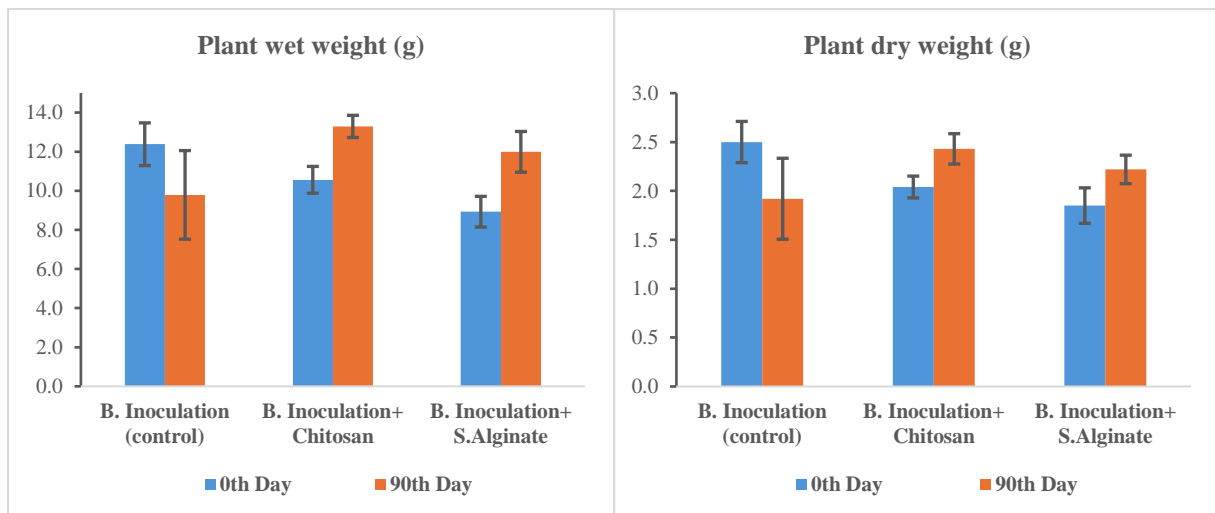 Plant wet weight (g)
14.0
12.0
10.0
8.0
6.0
4.0
2.0
0.0
B. Inoculation
(control)
B. Inoculation+
Chitosan
B. Inoculation+
S.Alginate
0th Day
90th Day
Plant dry weight (g)
3.0
2.5
2.0
1.5
1.0
0.5
0.0
B. Inoculation
(control)
B. Inoculation+
Chitosan
B. Inoculation+
S.Alginate
0th Day
90th Day